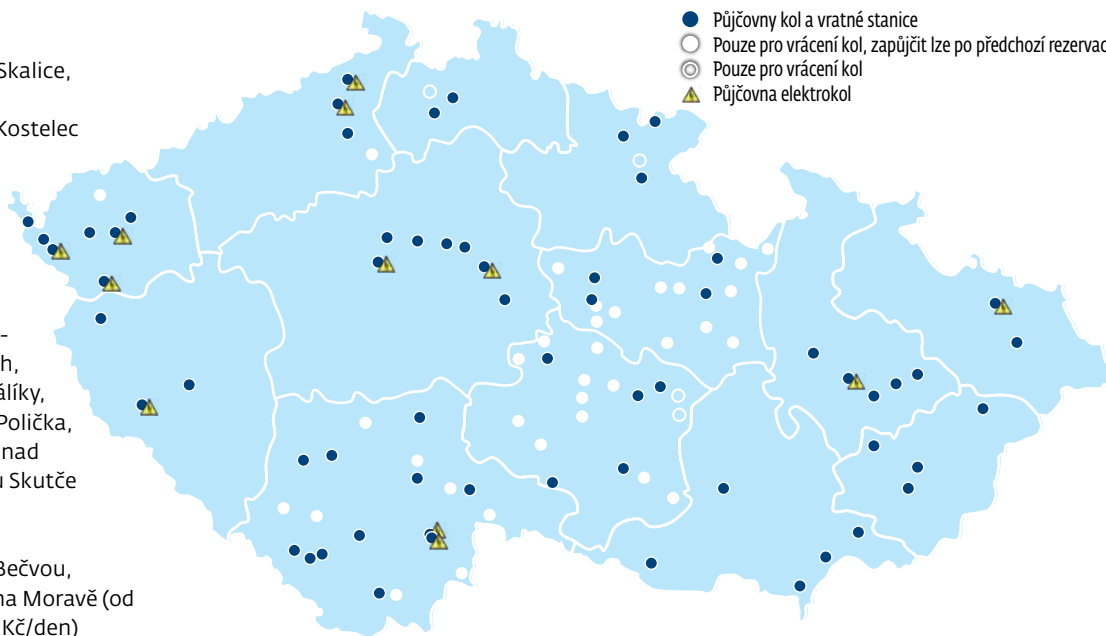 Skalice,
Kostelec
-
h,
álíky,
Polička,
nad
u Skutče
Bečvou,
na Moravě (od
Kč/den)
Půjčovny kol a vratné stanice
Pouze pro vrácení kol, zapůjčit lze po předchozí rezervac
Pouze pro vrácení kol
Půjčovna elektrokol